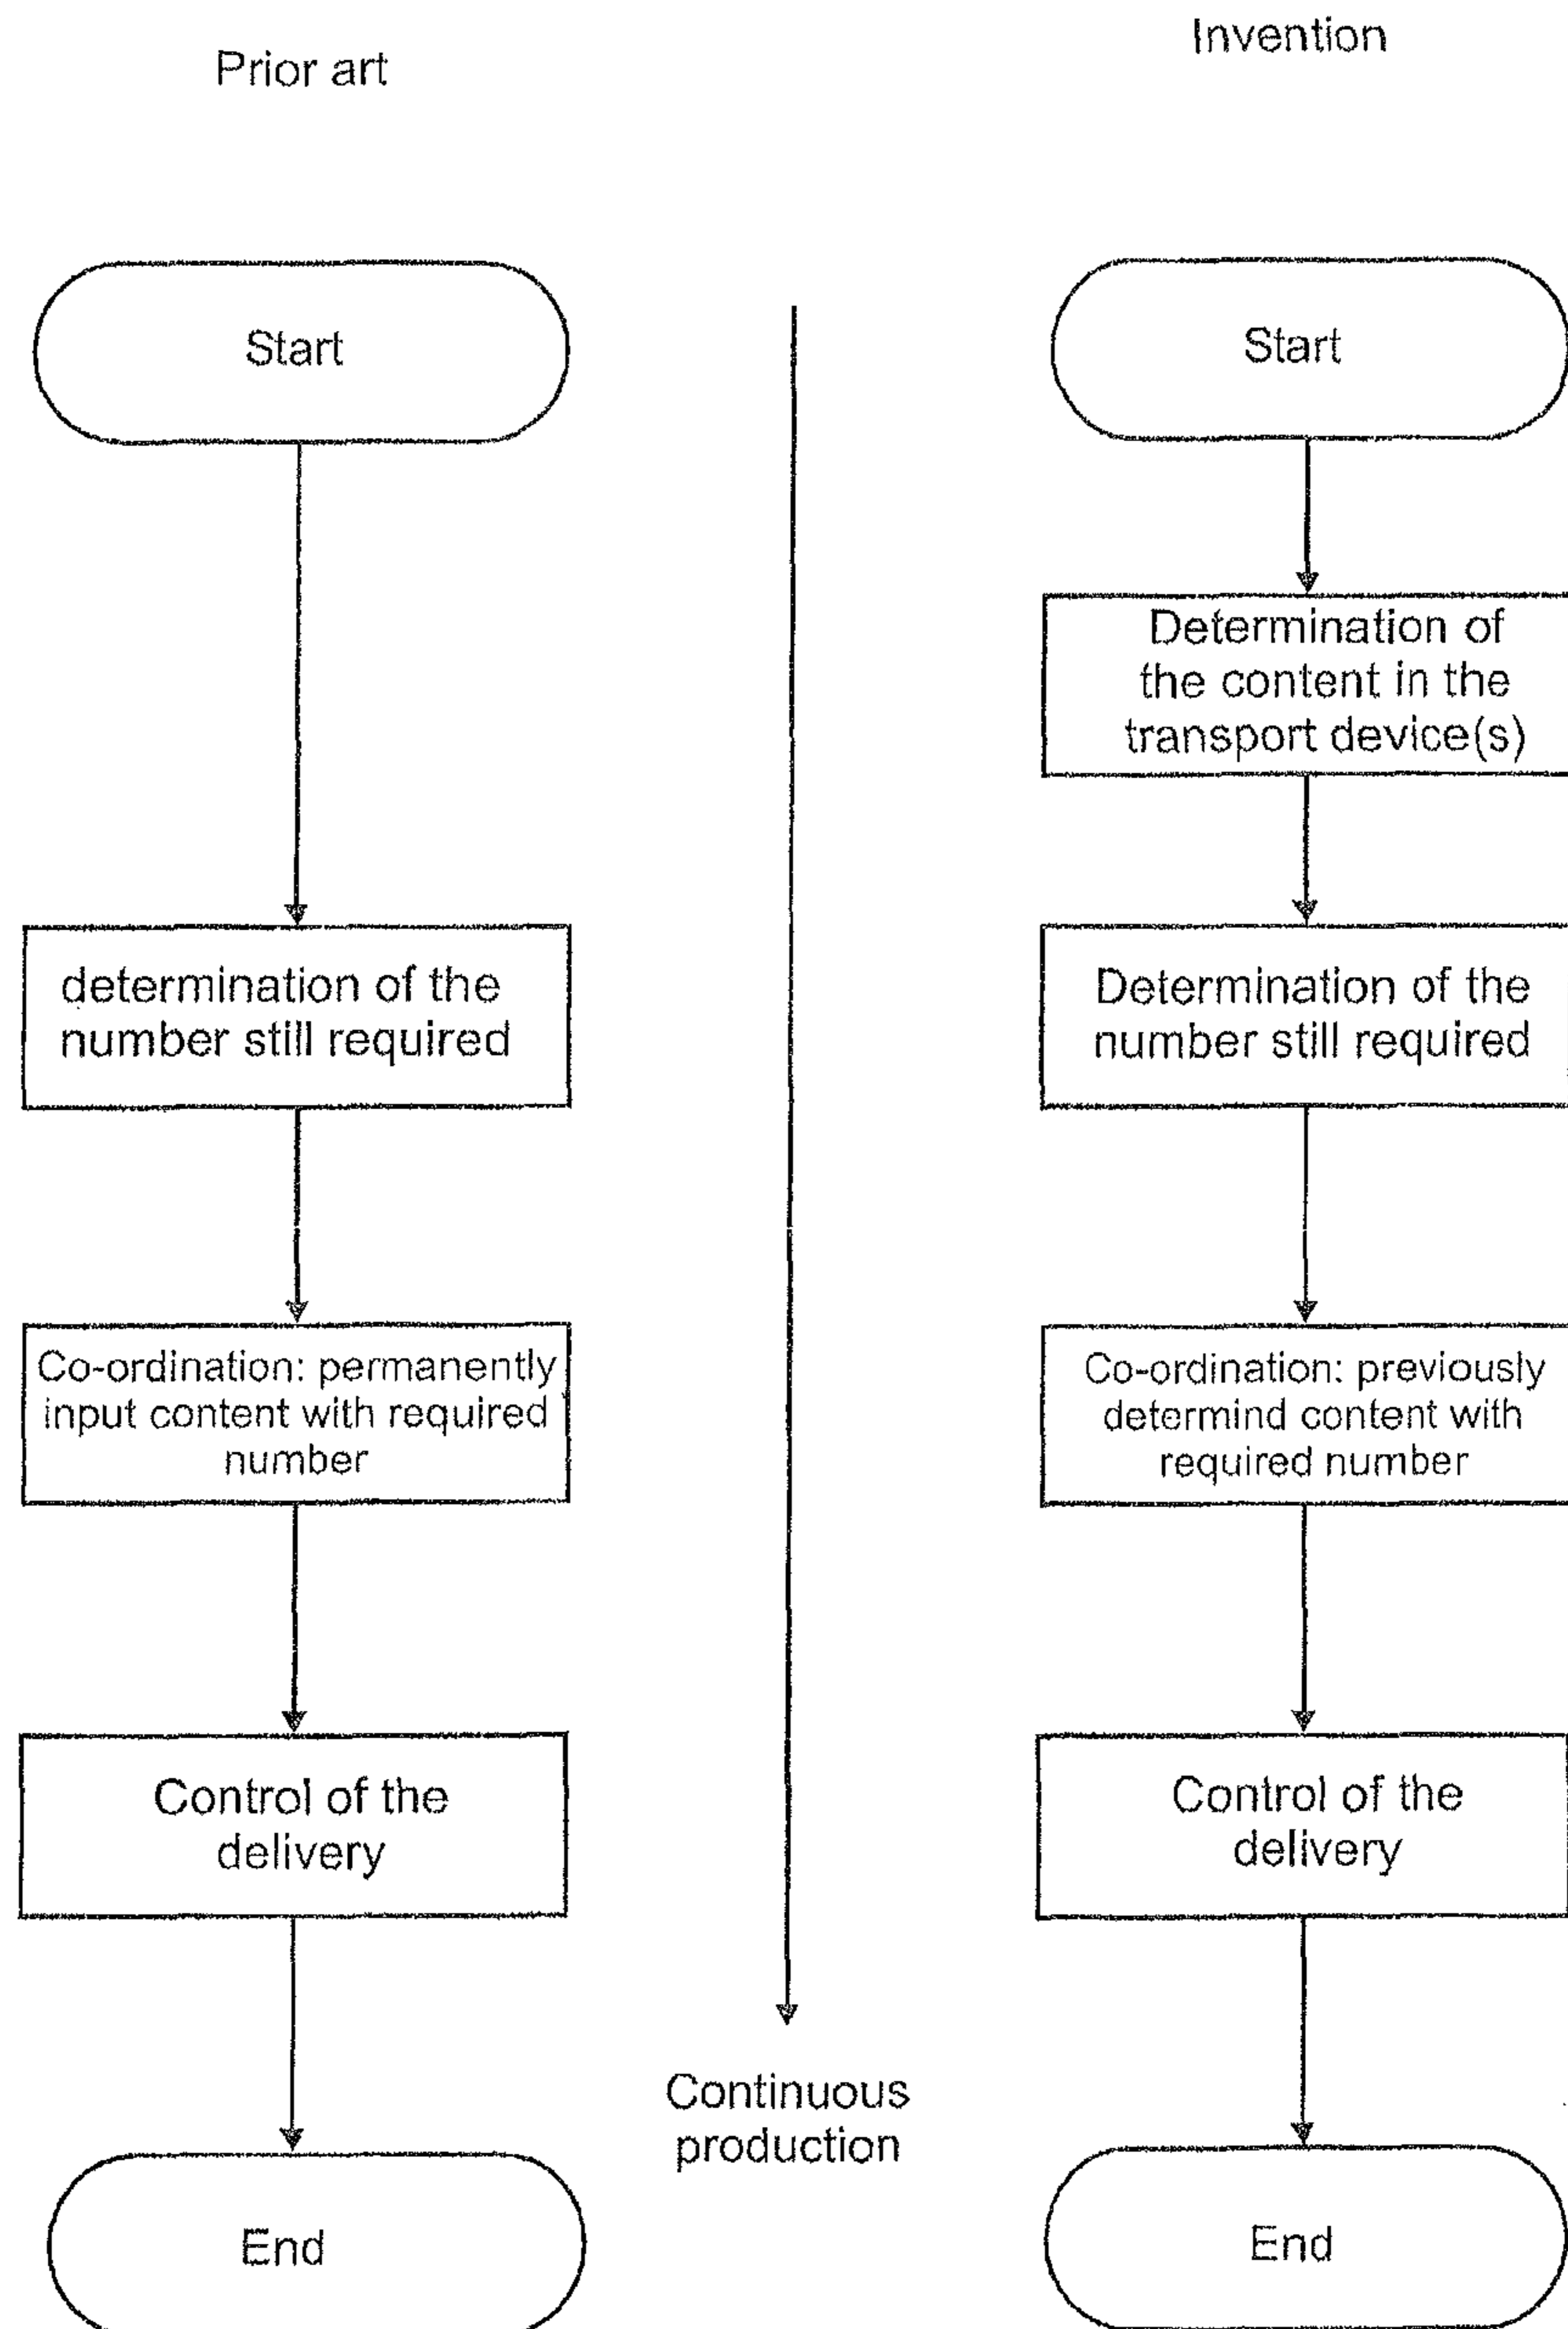 Prior art
Start
determination of the
number still required
Co-ordination: permanently
input content with required
number
Control of the
delivery
End
Continuous
production
Invention
Start
Determination of
the content in the
transport device(s)
Determination of the
number still required
Co-ordination: previously
determind content with
required number
Control of the
delivery
End